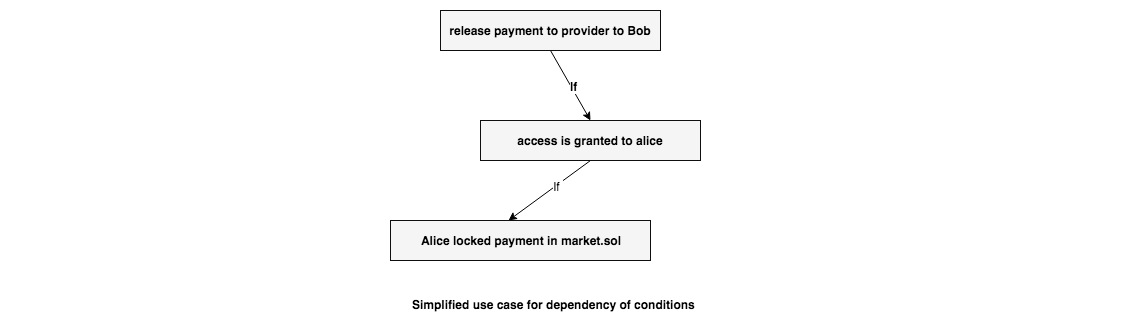 release payment to provider to Bob
If
access is granted to alice
If
Alice locked payment in market.sol
Simplified use case for dependency of conditions